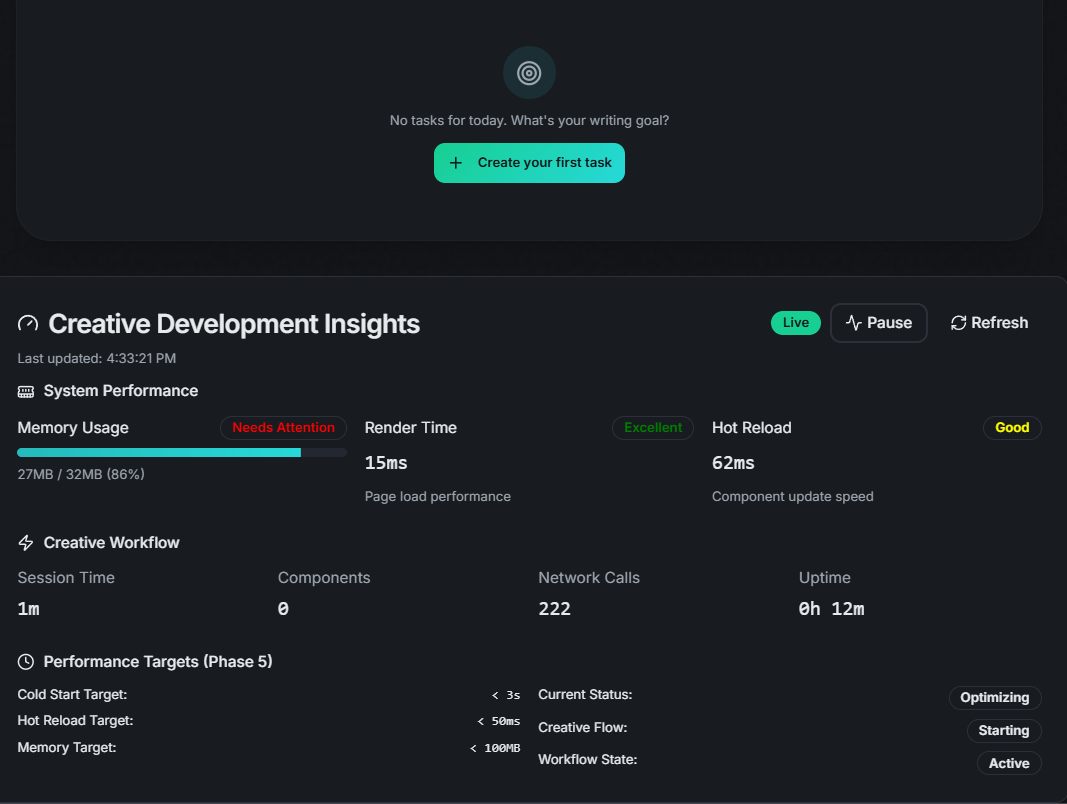 No tasks for today. What's your writing goal?
+ Create your first task
Creative Development Insights
Live
Pause
Refresh
Last updated: 4:33:21 PM
System Performance
Memory Usage
Needs Attention
27MB / 32MB (86%)
Render Time
Excellent
15ms
Page load performance
Hot Reload
Good
62ms
Component update speed
Creative Workflow
Session Time
1m
Components
0
Network Calls
222
Uptime
0h 12m
Performance Targets (Phase 5)
Cold Start Target: < 3s
Hot Reload Target: < 50ms
Memory Target: < 100MB
Current Status: Optimizing
Creative Flow: Starting
Workflow State: Active